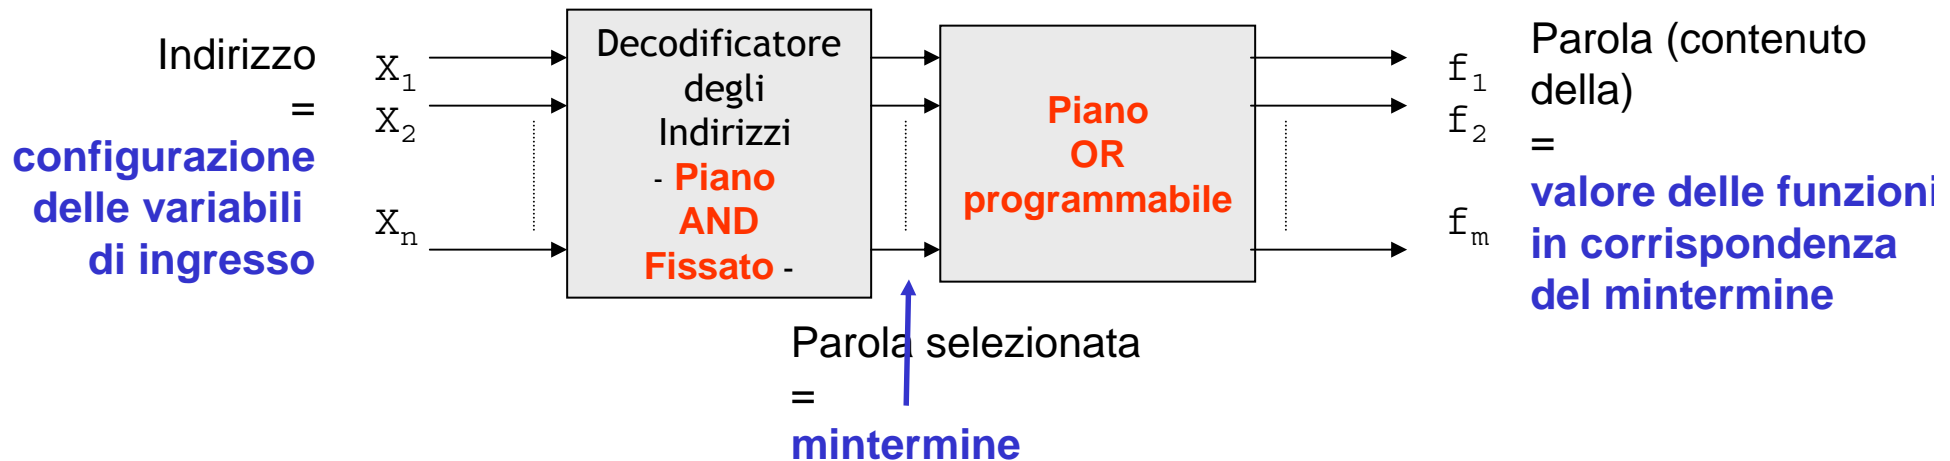 Indirizzo
=
configurazione
delle variabili
di ingresso
X1
X2
Xn
Decodificatore
degli
Indirizzi
- Piano
AND
Fissato -
Piano
OR
programmabile
f1
f2
fm
Parola (contenuto
della)
=
valore delle funzioni
in corrispondenza
del mintermine
Parola selezionata
=
mintermine